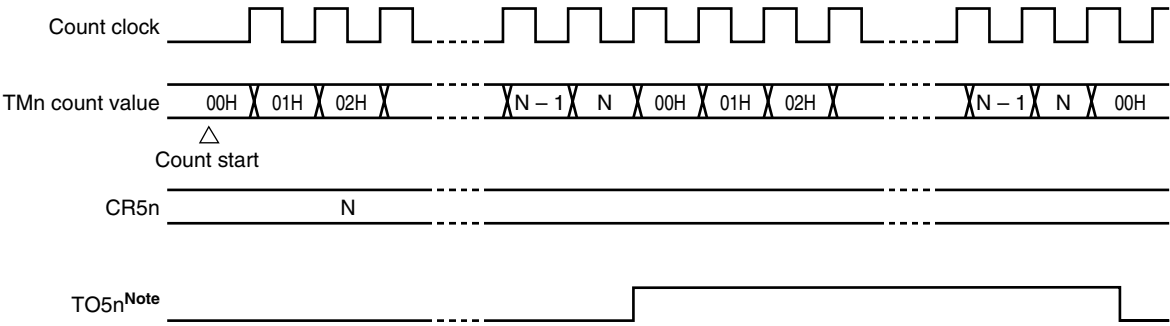 Count clock
TMn count value 00H 01H 02H N – 1 N 00H 01H 02H N – 1 N 00H
Count start
CR5n N
TO5nNote